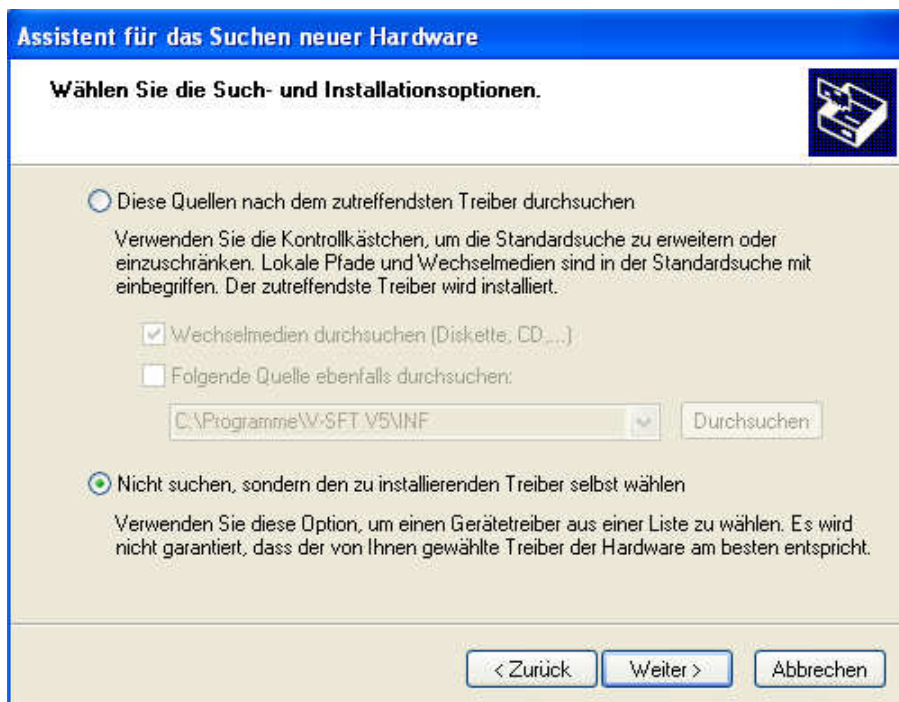 Assistent für das Suchen neuer Hardware
Wählen Sie die Such- und Installationsoptionen.
Diese Quellen nach dem zutreffendsten Treiber durchsuchen
Verwenden Sie die Kontrollkästchen, um die Standardsuche zu erweitern oder
einzuschränken. Lokale Pfade und Wechselmedien sind in der Standardsuche mit
einbegriffen. Der zutreffendste Treiber wird installiert.
Wechselmedien durchsuchen (Diskette, CD,...)
Folgende Quelle ebenfalls durchsuchen:
C:\Programme\V-SFT V5\INF Durchsuchen
Nicht suchen, sondern den zu installierenden Treiber selbst wählen
Verwenden Sie diese Option, um einen Gerätetreiber aus einer Liste zu wählen. Es wird
nicht garantiert, dass der von Ihnen gewählte Treiber der Hardware am besten entspricht.
< Zurück Weiter > Abbrechen